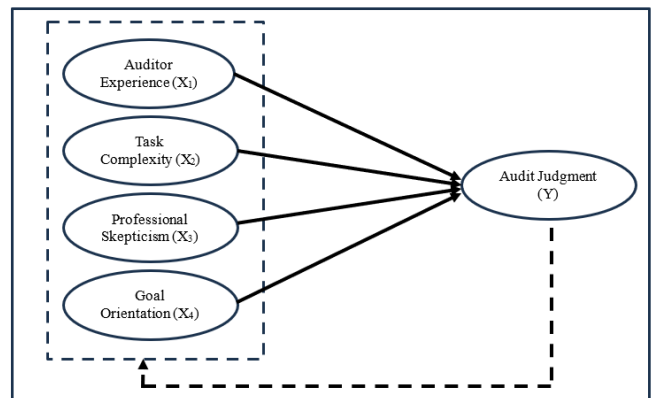 Auditor
Experience (X₁)
Task
Complexity (X₂)
Professional
Skepticism (X₃)
Goal
Orientation (X₄)
Audit Judgment
(Y)